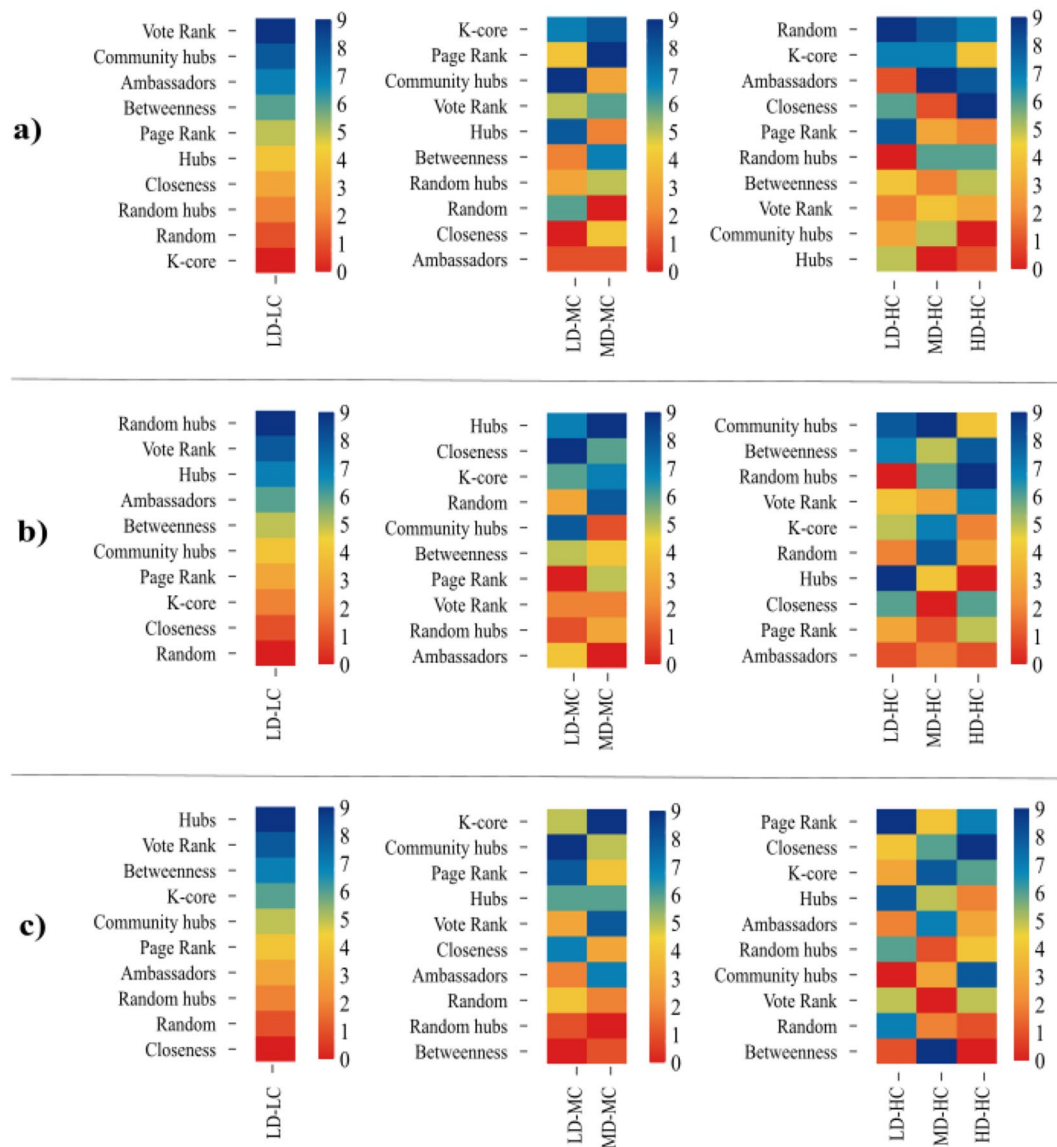 a)
Vote Rank
Community hubs
Ambassadors
Betweenness
Page Rank
Hubs
Closeness
Random hubs
Random
K-core
9
8
7
6
5
4
3
2
1
0
LD-LC
K-core
Page Rank
Community hubs
Vote Rank
Hubs
Betweenness
Random hubs
Random
Closeness
Ambassadors
9
8
7
6
5
4
3
2
1
0
LD-MC
MD-MC
Random
K-core
Ambassadors
Closeness
Page Rank
Random hubs
Betweenness
Vote Rank
Community hubs
Hubs
9
8
7
6
5
4
3
2
1
0
LD-HC
MD-HC
HD-HC
b)
Random hubs
Vote Rank
Hubs
Ambassadors
Betweenness
Community hubs
Page Rank
K-core
Closeness
Random
9
8
7
6
5
4
3
2
1
0
LD-LC
Hubs
Closeness
K-core
Random
Community hubs
Betweenness
Page Rank
Vote Rank
Random hubs
Ambassadors
9
8
7
6
5
4
3
2
1
0
LD-MC
MD-MC
Community hubs
Betweenness
Random hubs
Vote Rank
K-core
Random
Hubs
Closeness
Page Rank
Ambassadors
9
8
7
6
5
4
3
2
1
0
LD-HC
MD-HC
HD-HC
c)
Hubs
Vote Rank
Betweenness
K-core
Community hubs
Page Rank
Ambassadors
Random hubs
Random
Closeness
9
8
7
6
5
4
3
2
1
0
LD-LC
K-core
Community hubs
Page Rank
Hubs
Vote Rank
Closeness
Ambassadors
Random
Random hubs
Betweenness
9
8
7
6
5
4
3
2
1
0
LD-MC
MD-MC
Page Rank
Closeness
K-core
Hubs
Ambassadors
Random hubs
Community hubs
Vote Rank
Random
Betweenness
9
8
7
6
5
4
3
2
1
0
LD-HC
MD-HC
HD-HC